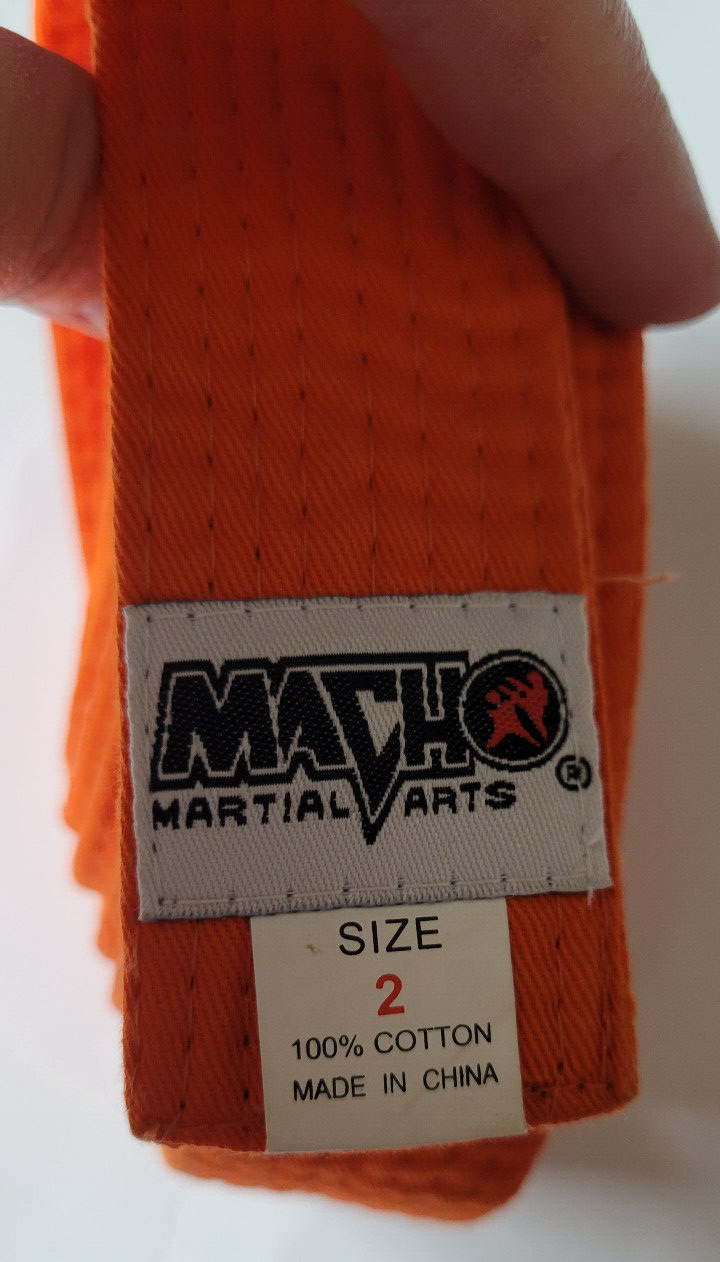 MACHO
MARTIAL ARTS
®
SIZE
2
100% COTTON
MADE IN CHINA